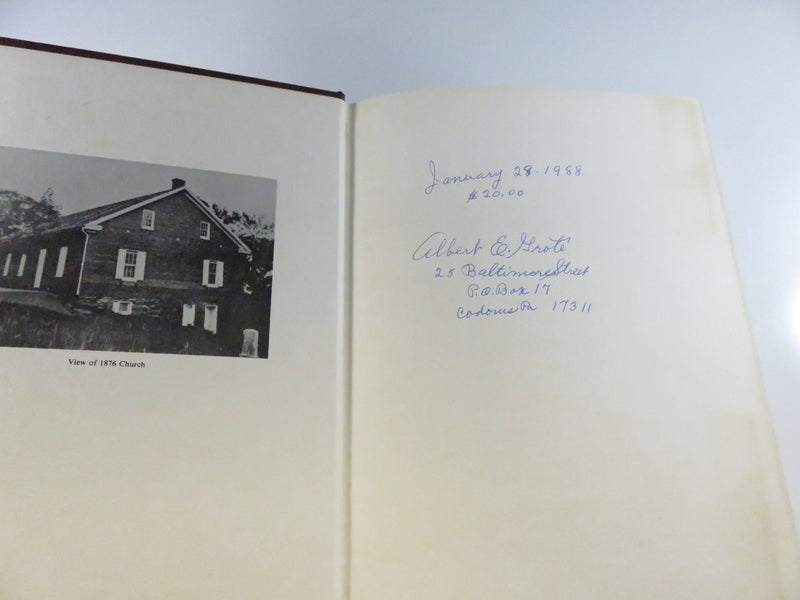 View of 1876 Church
January 28-1988
$20.00
Albert E. Grote
25 Baltimore Street
P.O. Box 17
Codorus Pa 17311